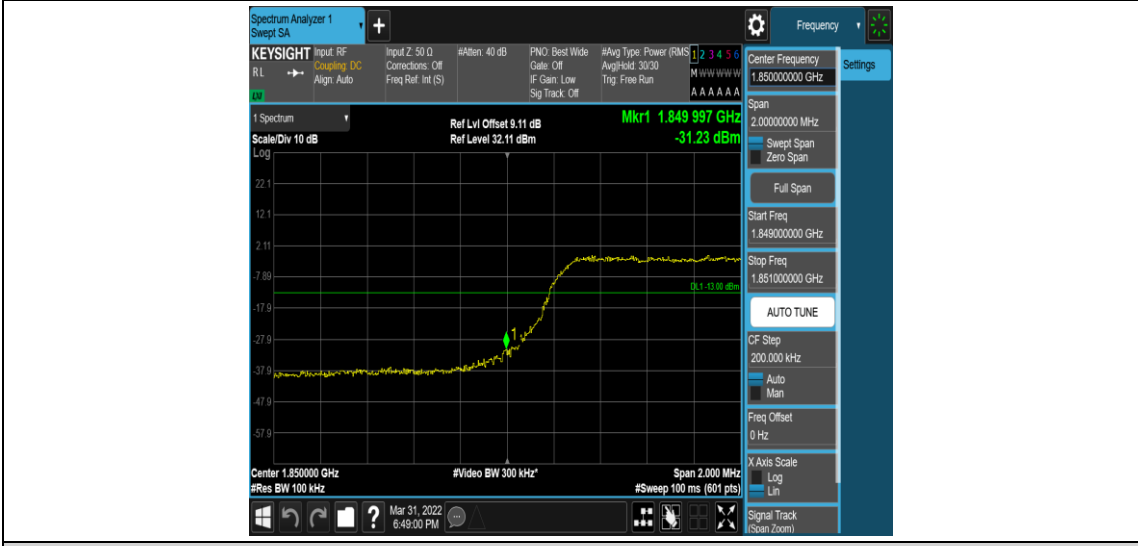 Spectrum Analyzer 1
Swept SA
+
Frequency
KEYSIGHT
RL
LXI
Input: RF
Coupling: DC
Align: Auto
Input Z: 50 Ω
Corrections: Off
Freq Ref: Int (S)
#Atten: 40 dB
PNO: Best Wide
Gate: Off
IF Gain: Low
Sig Track: Off
#Avg Type: Power (RMS
Avg|Hold: 30/30
Trig: Free Run
1 2 3 4 5 6
M W W W W W
A A A A A A
1 Spectrum
Scale/Div 10 dB
Log
Ref Lvl Offset 9.11 dB
Ref Level 32.11 dBm
Mkr1 1.849 997 GHz
-31.23 dBm
22.1
12.1
2.11
-7.89
-17.9
-27.9
-37.9
-47.9
-57.9
DL1 -13.00 dBm
1
Center 1.850000 GHz
#Res BW 100 kHz
#Video BW 300 kHz*
Span 2.000 MHz
#Sweep 100 ms (601 pts)
?
Mar 31, 2022
6:49:00 PM
Center Frequency
1.850000000 GHz
Span
2.00000000 MHz
Swept Span
Zero Span
Full Span
Start Freq
1.849000000 GHz
Stop Freq
1.851000000 GHz
AUTO TUNE
CF Step
200.000 kHz
Auto
Man
Freq Offset
0 Hz
X Axis Scale
Log
Lin
Signal Track
(Span Zoom)
Settings